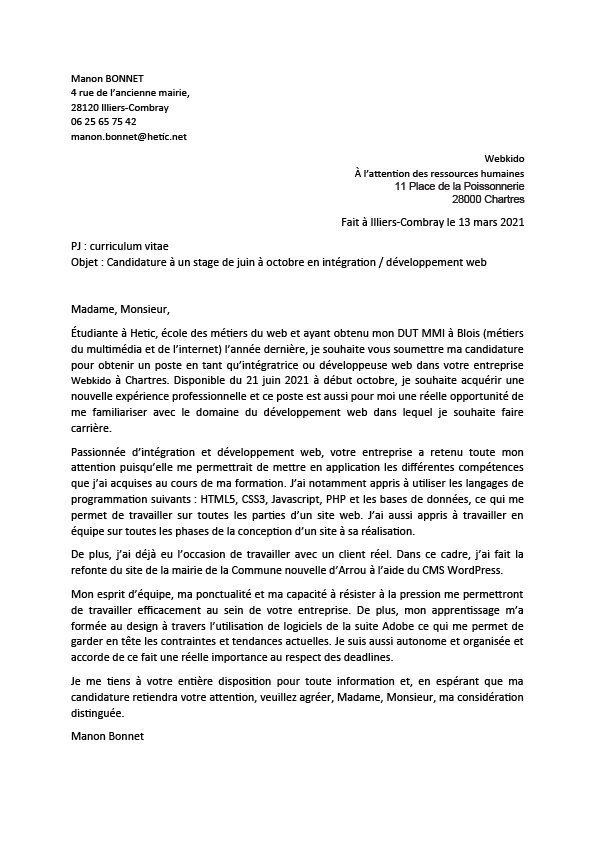 Manon BONNET
4 rue de l'ancienne mairie,
28120 Illiers-Combray
06 25 65 75 42
manon.bonnet@hetic.net
Webkido
À l'attention des ressources humaines
11 Place de la Poissonnerie
28000 Chartres
Fait à Illiers-Combray le 13 mars 2021
PJ : curriculum vitae
Objet : Candidature à un stage de juin à octobre en intégration / développement web
Madame, Monsieur,
Étudiante à Hetic, école des métiers du web et ayant obtenu mon DUT MMI à Blois (métiers
du multimédia et de l'internet) l'année dernière, je souhaite vous soumettre ma candidature
pour obtenir un poste en tant qu'intégratrice ou développeuse web dans votre entreprise
Webkido à Chartres. Disponible du 21 juin 2021 à début octobre, je souhaite acquérir une
nouvelle expérience professionnelle et ce poste est aussi pour moi une réelle opportunité de
me familiariser avec le domaine du développement web dans lequel je souhaite faire
carrière.
Passionnée d'intégration et développement web, votre entreprise a retenu toute mon
attention puisqu'elle me permettrait de mettre en application les différentes compétences
que j'ai acquises au cours de ma formation. J'ai notamment appris à utiliser les langages de
programmation suivants : HTML5, CSS3, Javascript, PHP et les bases de données, ce qui me
permet de travailler sur toutes les parties d'un site web. J'ai aussi appris à travailler en
équipe sur toutes les phases de la conception d'un site à sa réalisation.
De plus, j'ai déjà eu l'occasion de travailler avec un client réel. Dans ce cadre, j'ai fait la
refonte du site de la mairie de la Commune nouvelle d'Arrou à l'aide du CMS WordPress.
Mon esprit d'équipe, ma ponctualité et ma capacité à résister à la pression me permettront
de travailler efficacement au sein de votre entreprise. De plus, mon apprentissage m'a
formée au design à travers l'utilisation de logiciels de la suite Adobe ce qui me permet de
garder en tête les contraintes et tendances actuelles. Je suis aussi autonome et organisée et
accorde de ce fait une réelle importance au respect des deadlines.
Je me tiens à votre entière disposition pour toute information et, en espérant que ma
candidature retiendra votre attention, veuillez agréer, Madame, Monsieur, ma considération
distinguée.
Manon Bonnet